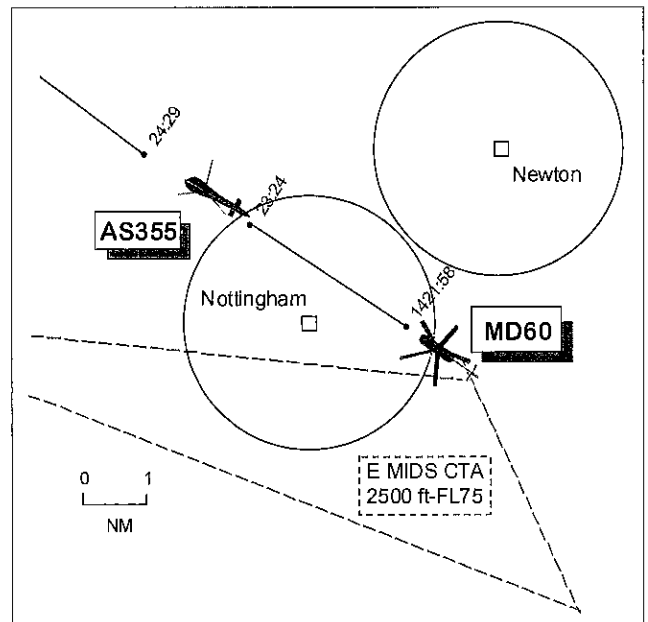 24:29
23:24
Newton
AS355
1421:58
Nottingham
MD60
E MIDS CTA
2500 ft-FL75
0 1
NM